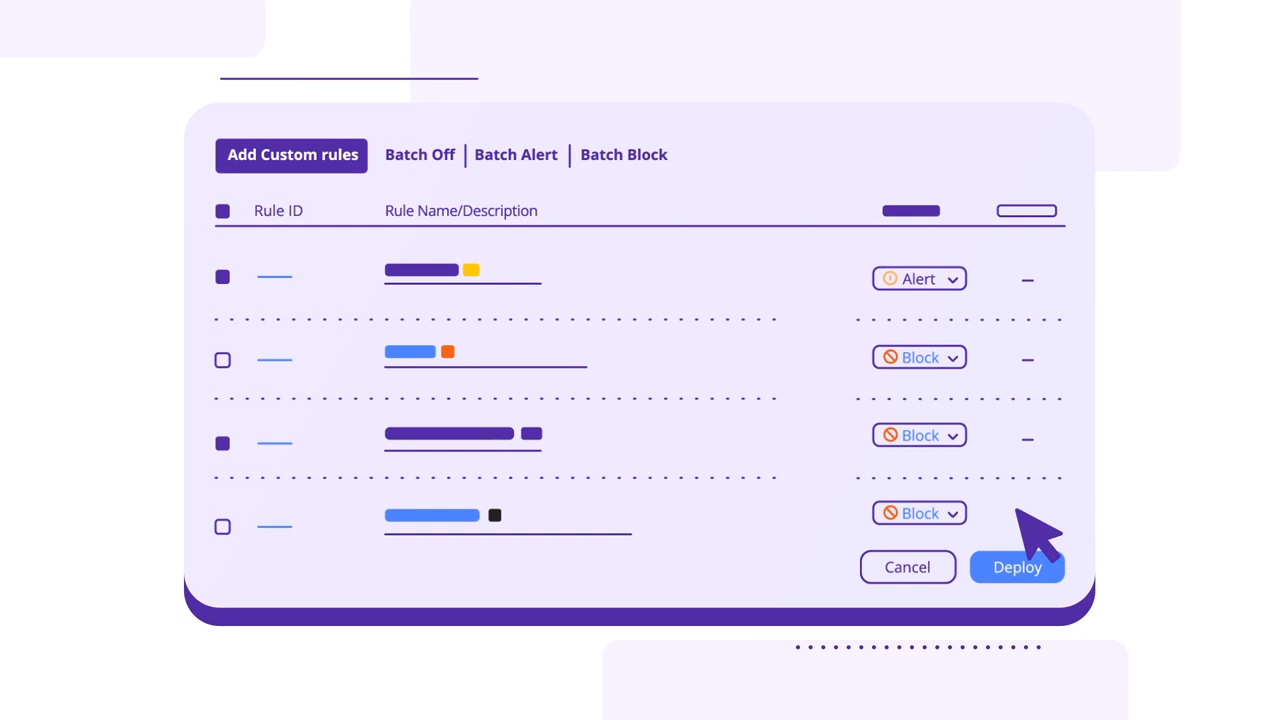 Add Custom rules Batch Off Batch Alert Batch Block
Rule ID Rule Name/Description
Alert
Block
Block
Block
Cancel Deploy